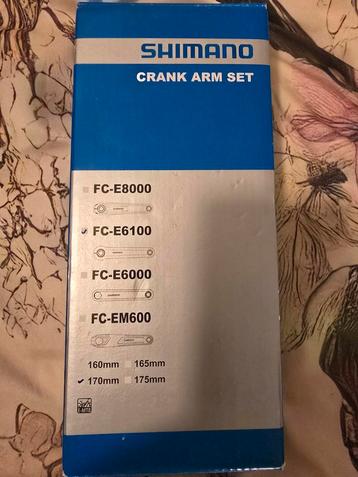 SHIMANO
CRANK ARM SET
FC-E8000
FC-E6100
FC-E6000
FC-EM600
160mm 165mm
170mm 175mm